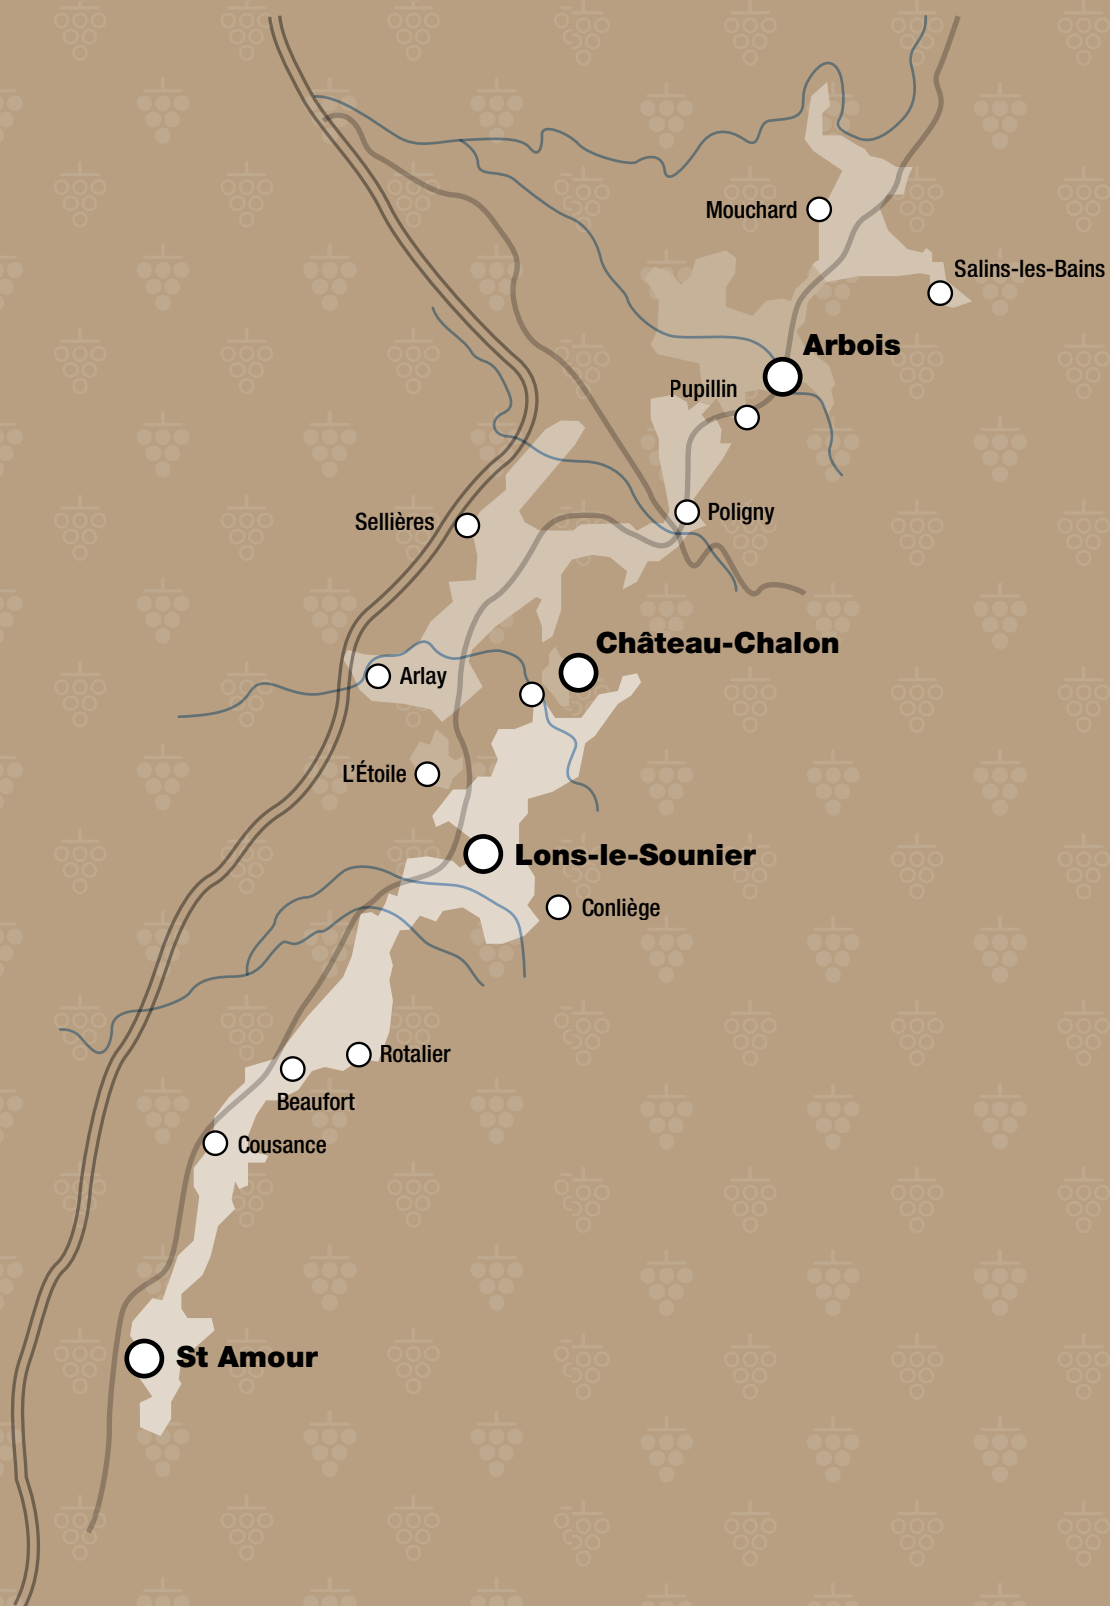 Mouchard
Salins-les-Bains
Arbois
Pupillin
Poligny
Sellières
Château-Chalon
Arlay
L'Étoile
Lons-le-Sounier
Conliège
Rotalier
Beaufort
Cousance
St Amour